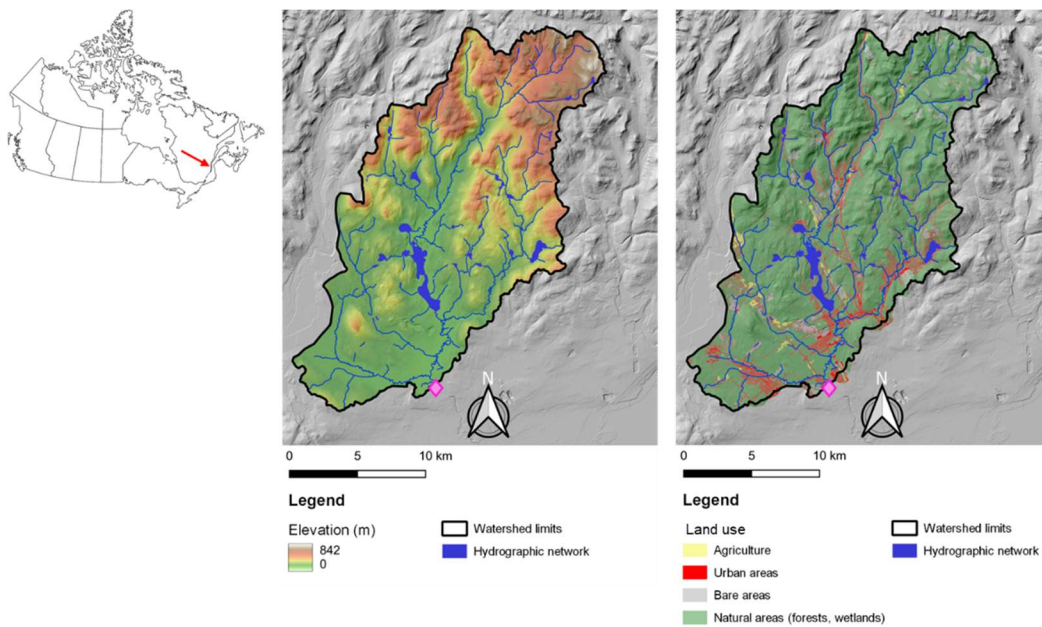 N
0 5 10 km
Legend
Elevation (m)
842
0
Watershed limits
Hydrographic network
N
0 5 10 km
Legend
Land use
Agriculture
Urban areas
Bare areas
Natural areas (forests, wetlands)
Watershed limits
Hydrographic network